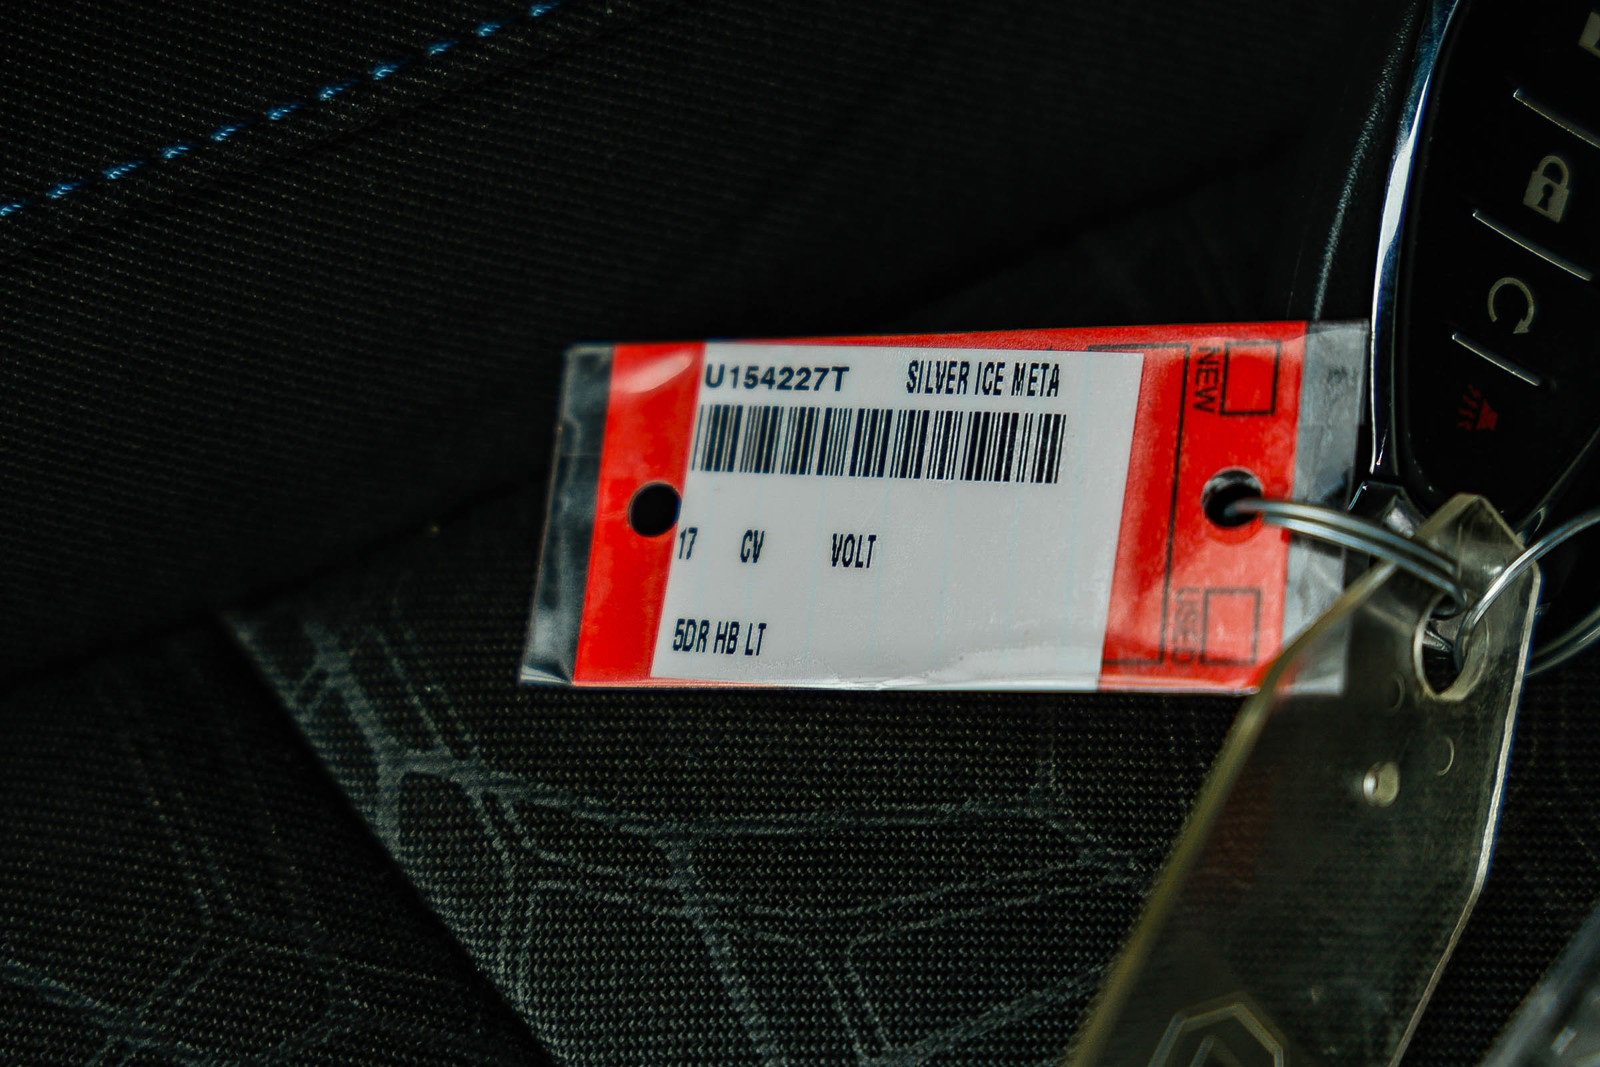 U154227T SILVER ICE META
17 CV VOLT
5DR HB LT
NEW
USED